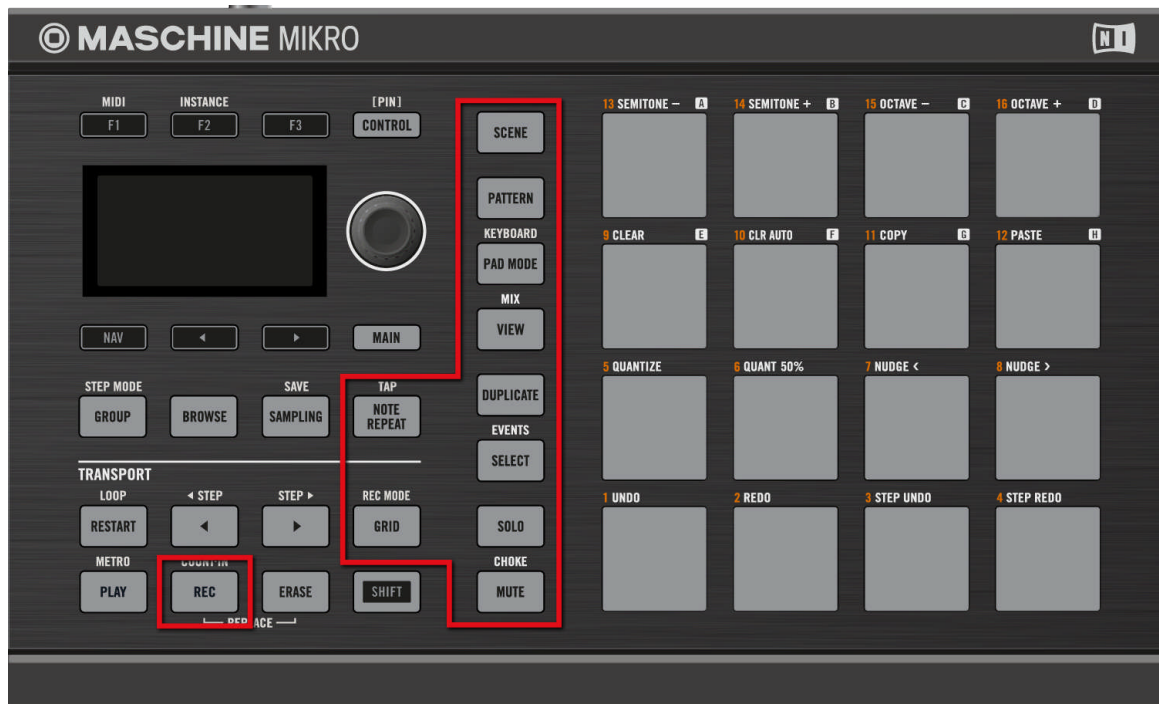 MASCHINE MIKRO
NI
MIDI INSTANCE [PIN]
F1 F2 F3 CONTROL
NAV ◂ ▸ MAIN
STEP MODE SAVE TAP
GROUP BROWSE SAMPLING NOTE REPEAT
TRANSPORT
LOOP ◂ STEP STEP ▸ REC MODE
RESTART ◂ ▸ GRID
METRO COUNT IN
PLAY REC ERASE SHIFT
REPLACE
SCENE
PATTERN
KEYBOARD
PAD MODE
MIX
VIEW
DUPLICATE
EVENTS
SELECT
SOLO
CHOKE
MUTE
13 SEMITONE − A 14 SEMITONE + B 15 OCTAVE − C 16 OCTAVE + D
9 CLEAR E 10 CLR AUTO F 11 COPY G 12 PASTE H
5 QUANTIZE 6 QUANT 50% 7 NUDGE < 8 NUDGE >
1 UNDO 2 REDO 3 STEP UNDO 4 STEP REDO